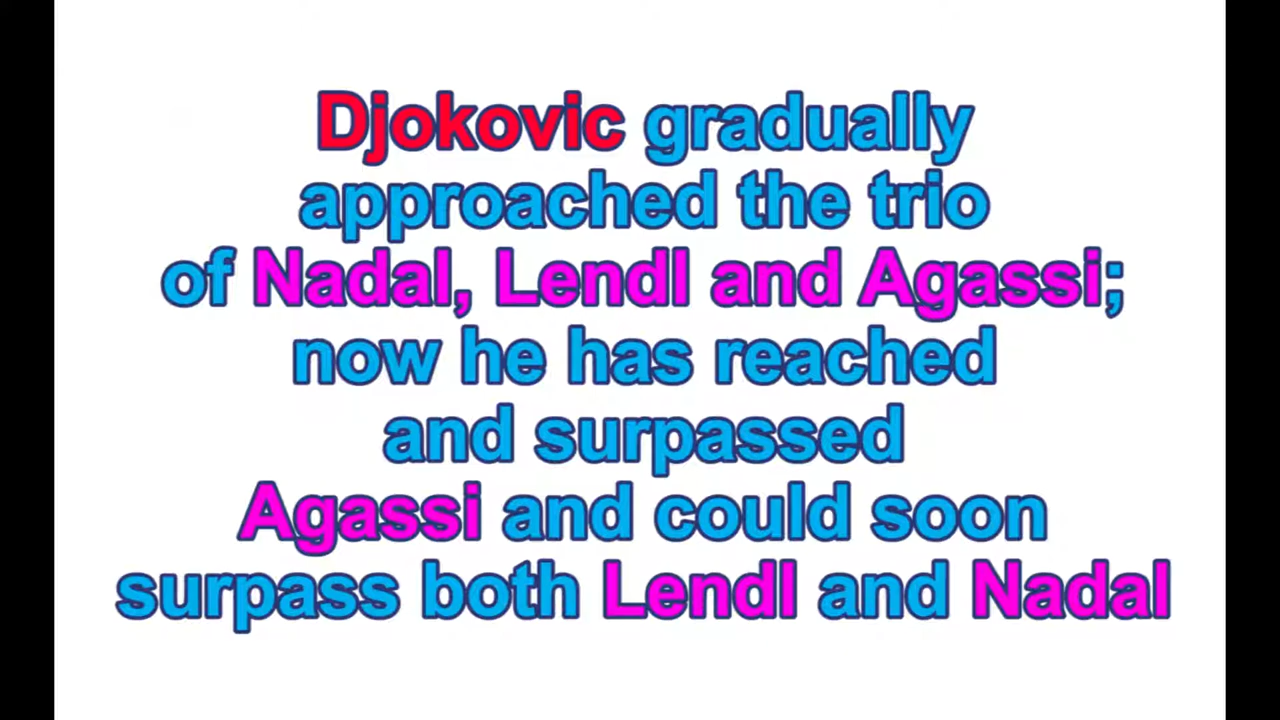 Djokovic gradually
approached the trio
of Nadal, Lendl and Agassi;
now he has reached
and surpassed
Agassi and could soon
surpass both Lendl and Nadal